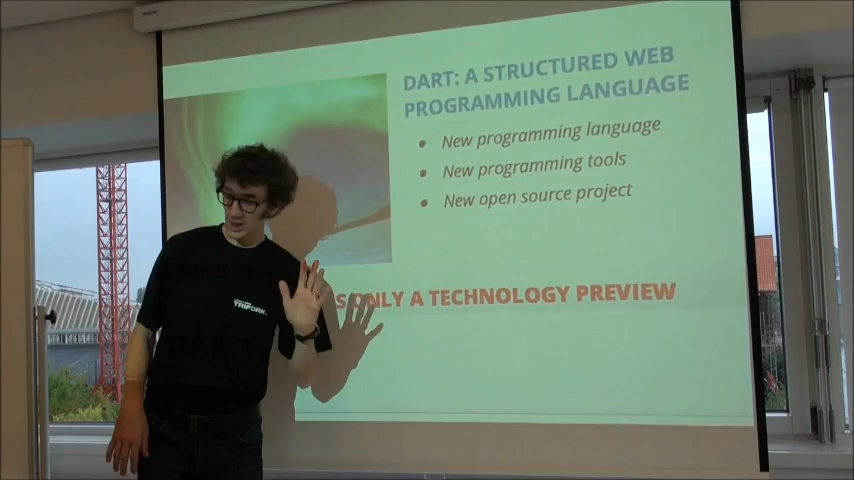 DART: A STRUCTURED WEB
PROGRAMMING LANGUAGE
• New programming language
• New programming tools
• New open source project
ONLY A TECHNOLOGY PREVIEW
TRIFORK.